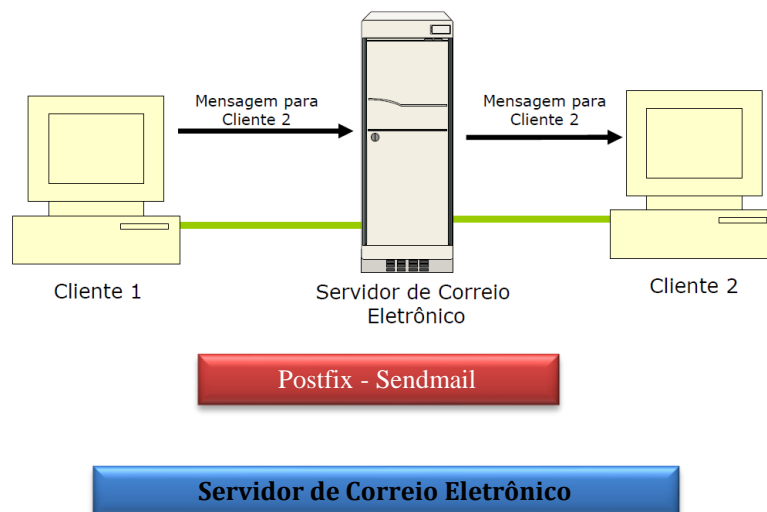 Mensagem para
Cliente 2
Mensagem para
Cliente 2
Cliente 1
Servidor de Correio
Eletrônico
Cliente 2
Postfix - Sendmail
Servidor de Correio Eletrônico